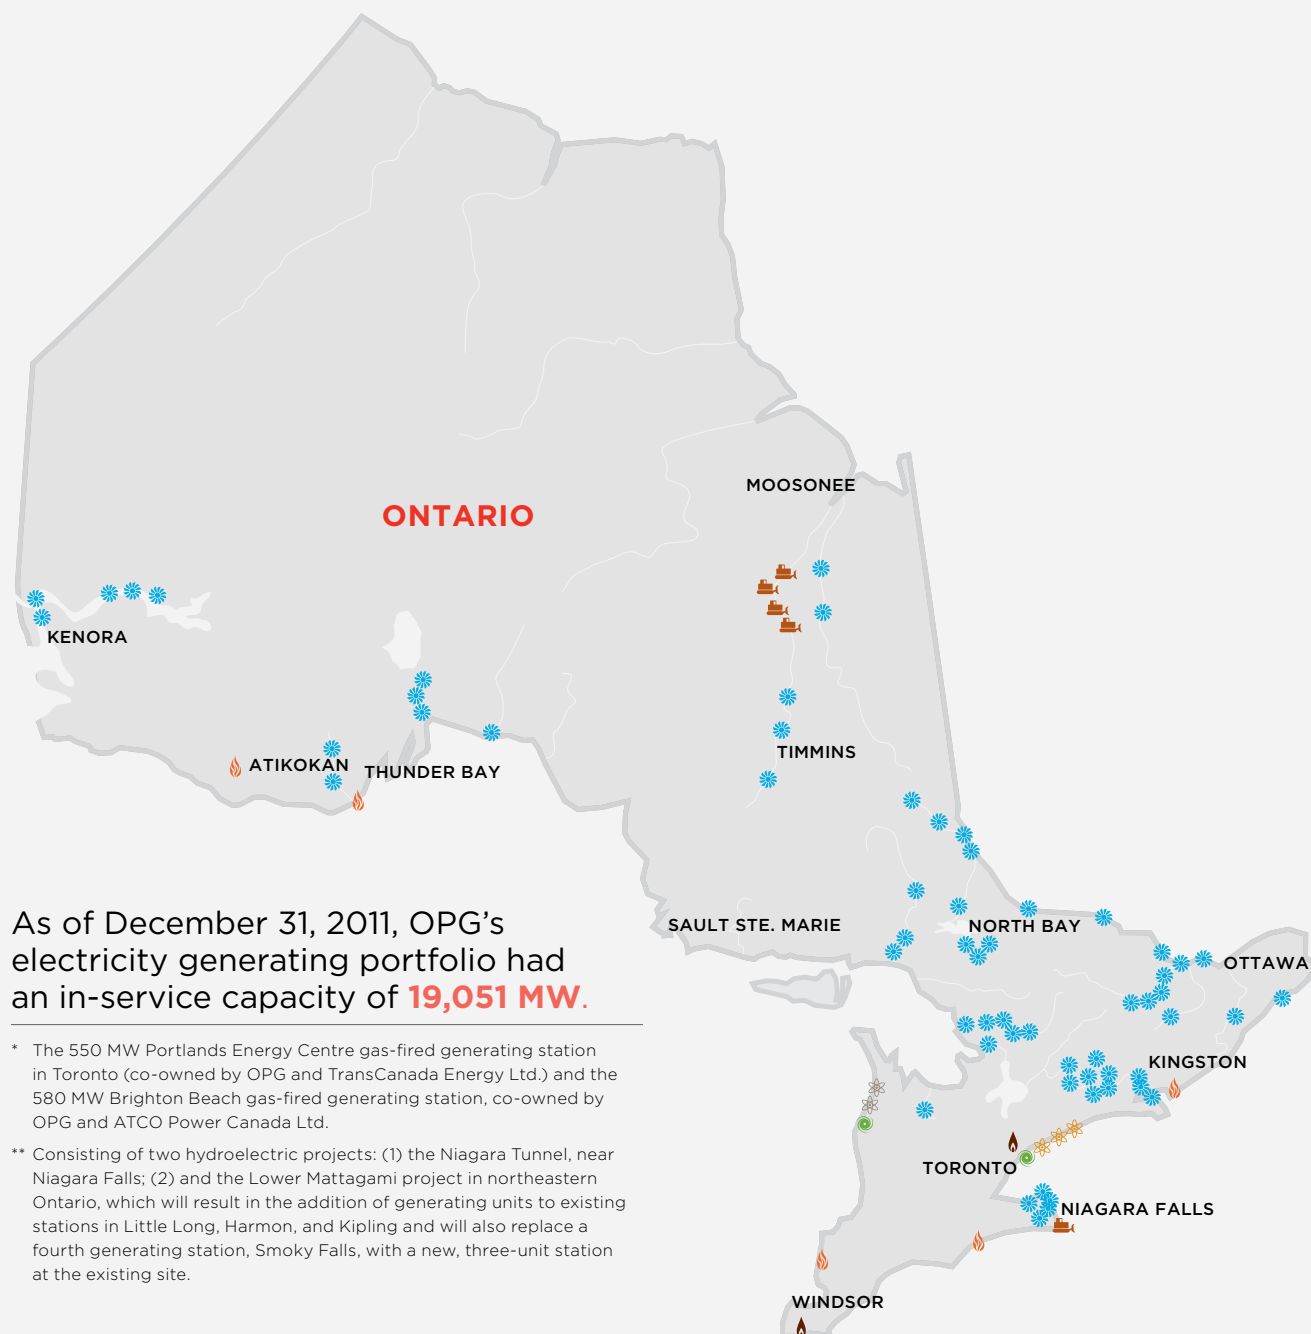 MOOSONEE
ONTARIO
KENORA
TIMMINS
ATIKOKAN
THUNDER BAY
As of December 31, 2011, OPG’s
electricity generating portfolio had
an in-service capacity of 19,051 MW.
SAULT STE. MARIE
NORTH BAY
OTTAWA
* The 550 MW Portlands Energy Centre gas-fired generating station
in Toronto (co-owned by OPG and TransCanada Energy Ltd.) and the
580 MW Brighton Beach gas-fired generating station, co-owned by
OPG and ATCO Power Canada Ltd.
** Consisting of two hydroelectric projects: (1) the Niagara Tunnel, near
Niagara Falls; (2) and the Lower Mattagami project in northeastern
Ontario, which will result in the addition of generating units to existing
stations in Little Long, Harmon, and Kipling and will also replace a
fourth generating station, Smoky Falls, with a new, three-unit station
at the existing site.
KINGSTON
TORONTO
NIAGARA FALLS
WINDSOR